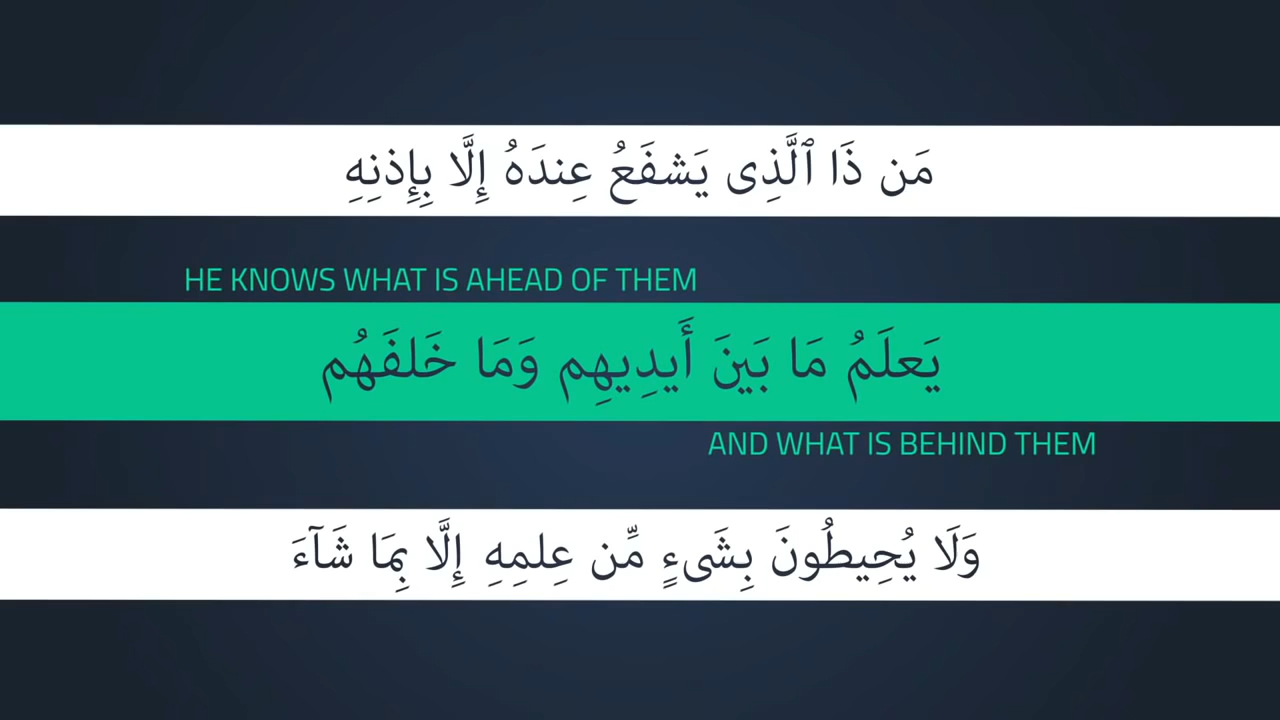 مَن ذَا ٱلَّذِى يَشفَعُ عِندَهُ إِلَّا بِإِذنِهِ
HE KNOWS WHAT IS AHEAD OF THEM
يَعلَمُ مَا بَينَ أَيدِيهِم وَمَا خَلفَهُم
AND WHAT IS BEHIND THEM
وَلَا يُحِيطُونَ بِشَىءٍ مِّن عِلمِهِ إِلَّا بِمَا شَآءَ